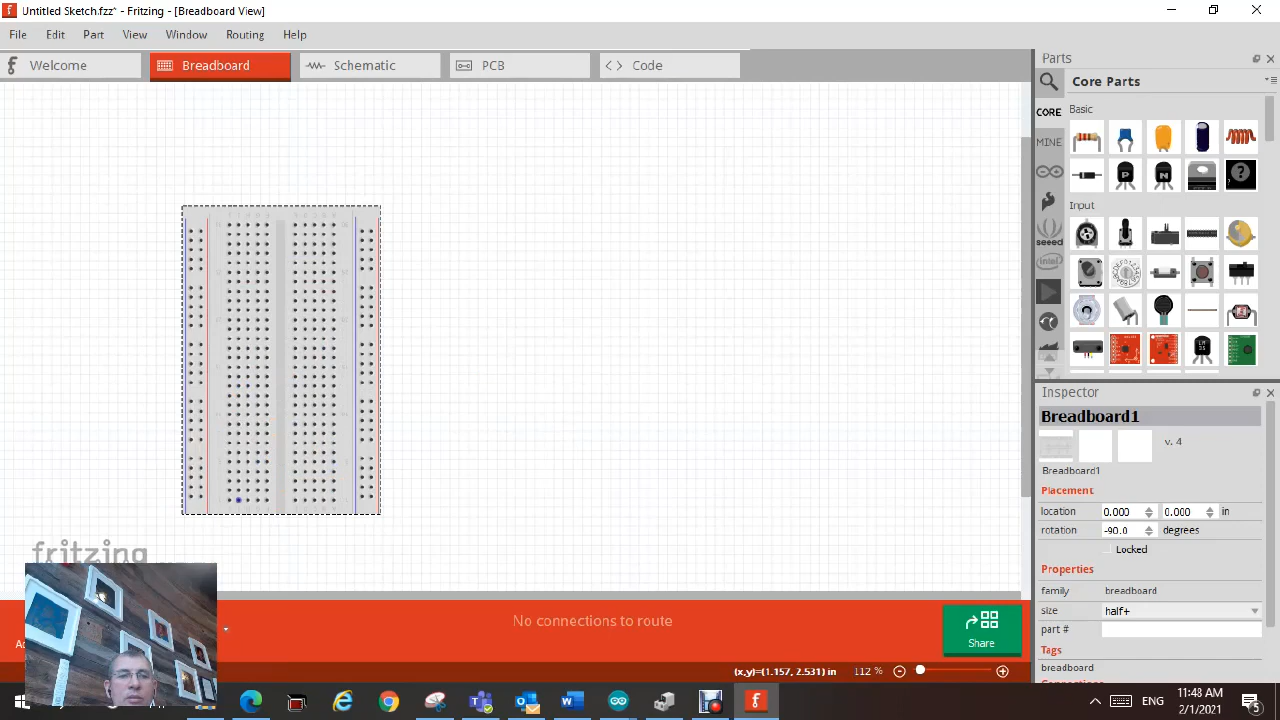 Untitled Sketch.fzz* - Fritzing - [Breadboard View]
File Edit Part View Window Routing Help
Welcome Breadboard Schematic PCB Code
Parts
Core Parts
CORE
Basic
MINE
P N ?
Input
seeed
intel
Inspector
Breadboard1
v. 4
Breadboard1
Placement
location 0.000 0.000 in
rotation -90.0 degrees
Locked
Properties
family breadboard
size half+
part #
Tags
breadboard
fritzing
No connections to route
Share
(x,y)=(1.157, 2.531) in 112 %
ENG
11:48 AM
2/1/2021
5